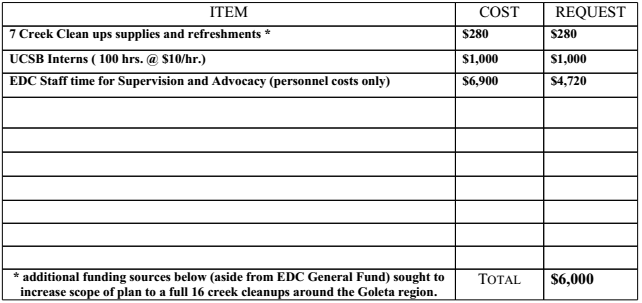 ITEM COST REQUEST
7 Creek Clean ups supplies and refreshments * $280 $280
UCSB Interns ( 100 hrs. @ $10/hr.) $1,000 $1,000
EDC Staff time for Supervision and Advocacy (personnel costs only) $6,900 $4,720
* additional funding sources below (aside from EDC General Fund) sought to
increase scope of plan to a full 16 creek cleanups around the Goleta region.
TOTAL $6,000